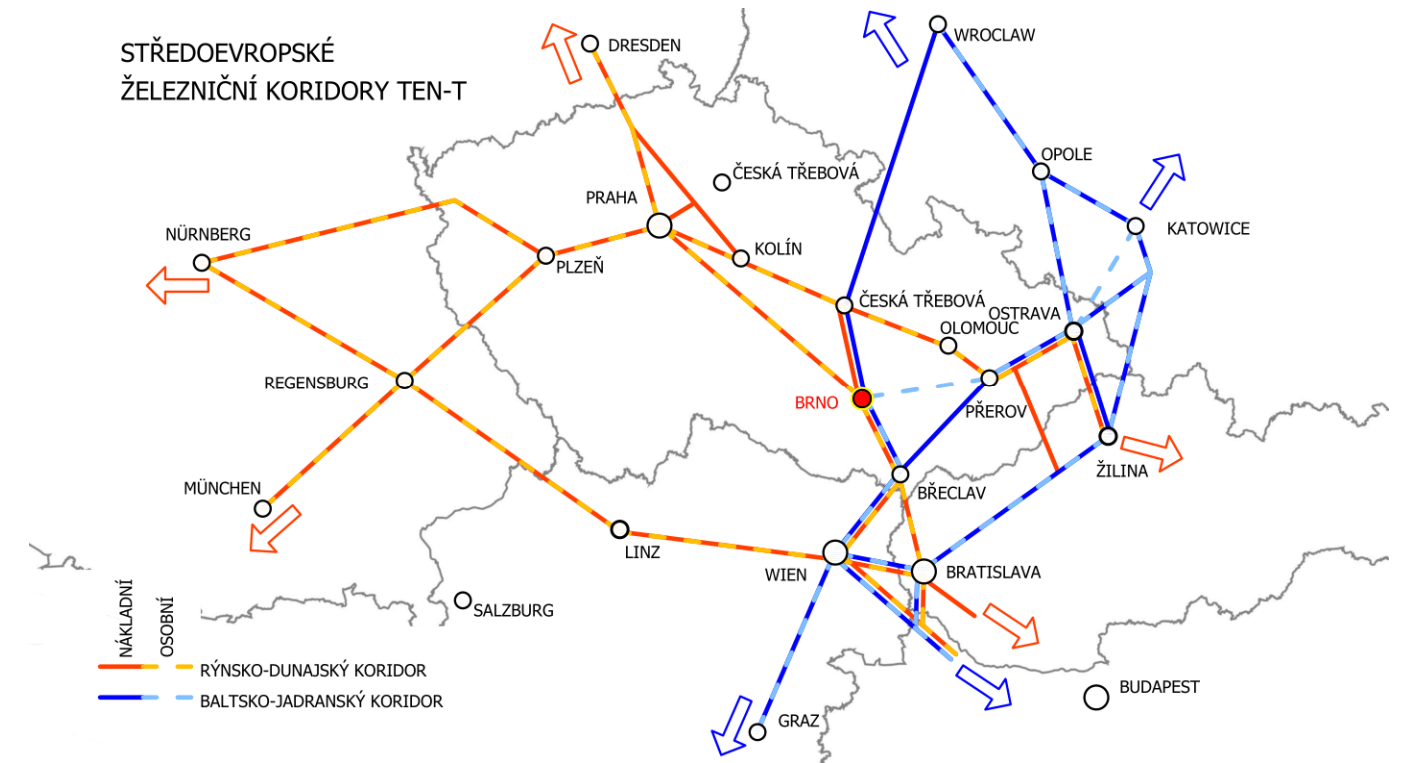 STŘEDOEVROPSKÉ
ŽELEZNIČNÍ KORIDORY TEN-T
DRESDEN
WROCLAW
OPOLE
ČESKÁ TŘEBOVÁ
PRAHA
KATOWICE
NÜRNBERG
KOLÍN
PLZEŇ
ČESKÁ TŘEBOVÁ
OSTRAVA
OLOMOUC
REGENSBURG
BRNO
PŘEROV
ŽILINA
MÜNCHEN
BŘECLAV
LINZ
WIEN
BRATISLAVA
SALZBURG
BUDAPEST
GRAZ
NÁKLADNÍ
OSOBNÍ
RÝNSKO-DUNAJSKÝ KORIDOR
BALTSKO-JADRANSKÝ KORIDOR